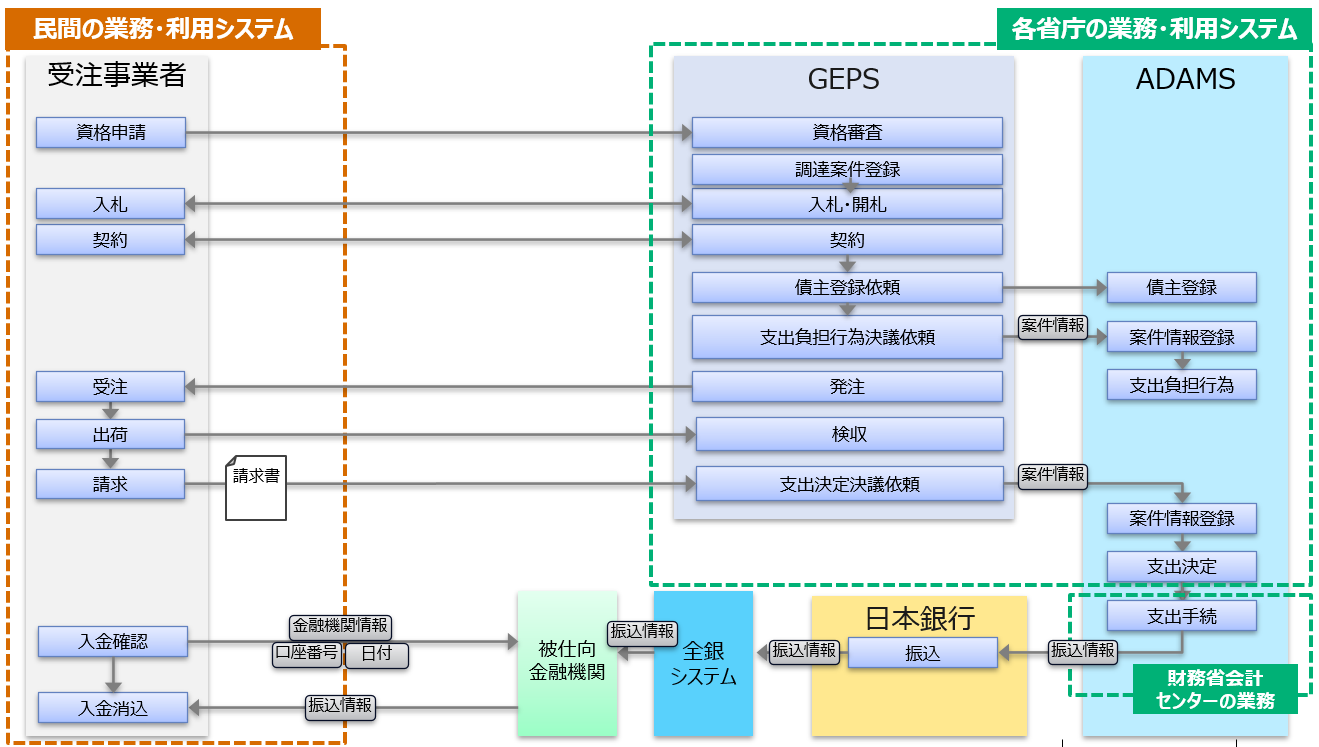 民間の業務・利用システム
各省庁の業務・利用システム
受注事業者
GEPS
ADAMS
資格申請
資格審査
調達案件登録
入札
入札・開札
契約
契約
債主登録依頼
債主登録
支出負担行為決議依頼
案件情報
案件情報登録
支出負担行為
受注
発注
出荷
検収
請求
請求書
支出決定決議依頼
案件情報
案件情報登録
支出決定
支出手続
入金確認
金融機関情報
口座番号
日付
被仕向
金融機関
振込情報
全銀
システム
振込情報
日本銀行
振込
振込情報
財務省会計
センターの業務
入金消込
振込情報